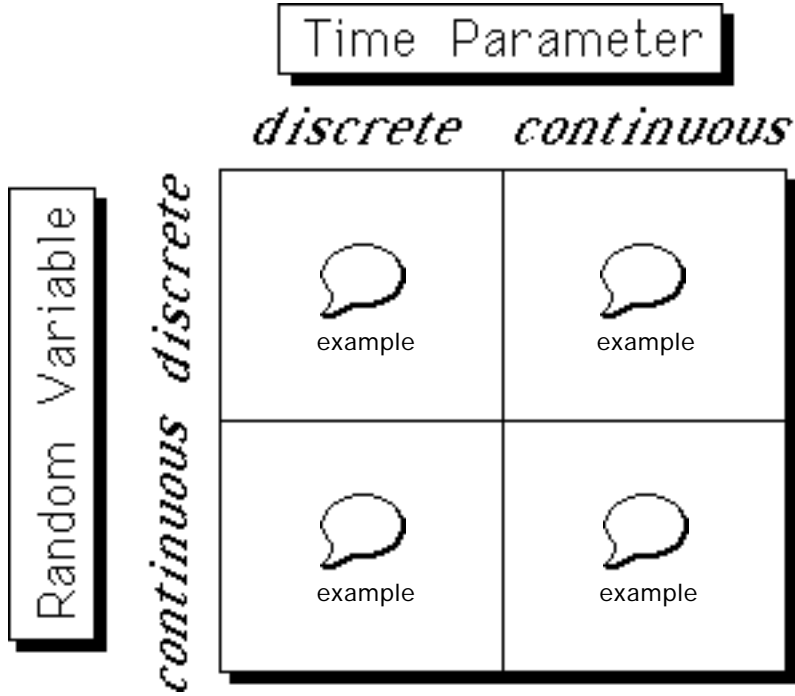 Time Parameter
discrete continuous
Random Variable
discrete
continuous
example
example
example
example